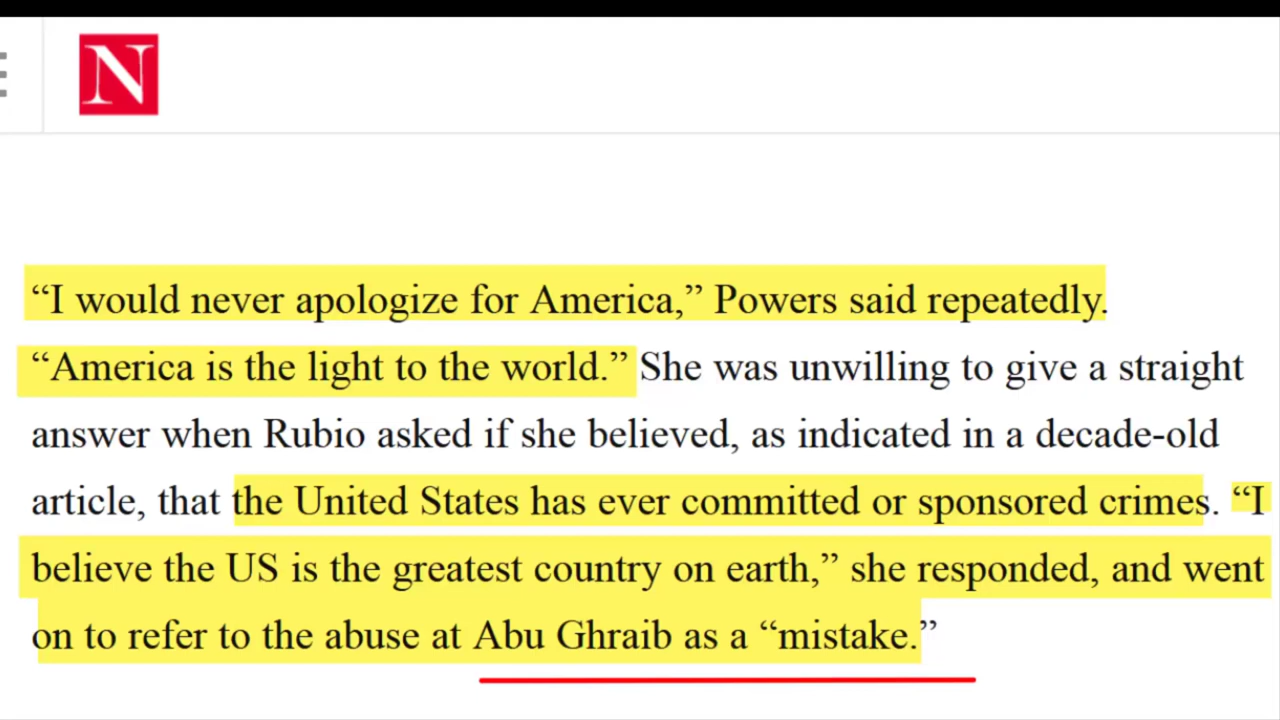 N
“I would never apologize for America,” Powers said repeatedly.
“America is the light to the world.” She was unwilling to give a straight
answer when Rubio asked if she believed, as indicated in a decade-old
article, that the United States has ever committed or sponsored crimes. “I
believe the US is the greatest country on earth,” she responded, and went
on to refer to the abuse at Abu Ghraib as a “mistake.”